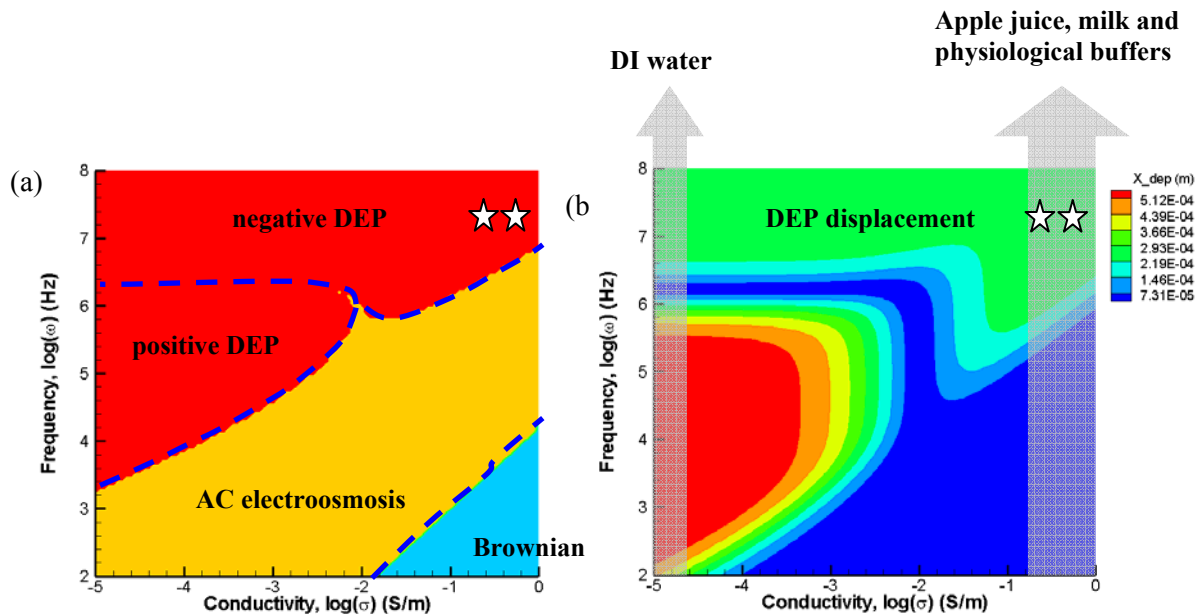 Apple juice, milk and
physiological buffers
DI water
(a)
8
7
6
5
4
3
2
Frequency, log(ω) (Hz)
negative DEP
positive DEP
AC electroosmosis
Brownian
-5
-4
-3
-2
-1
0
Conductivity, log(σ) (S/m)
(b
8
7
6
5
4
3
2
Frequency, log(ω) (Hz)
DEP displacement
-5
-4
-3
-2
-1
0
Conductivity, log(σ) (S/m)
X_dep (m)
5.12E-04
4.39E-04
3.66E-04
2.93E-04
2.19E-04
1.46E-04
7.31E-05